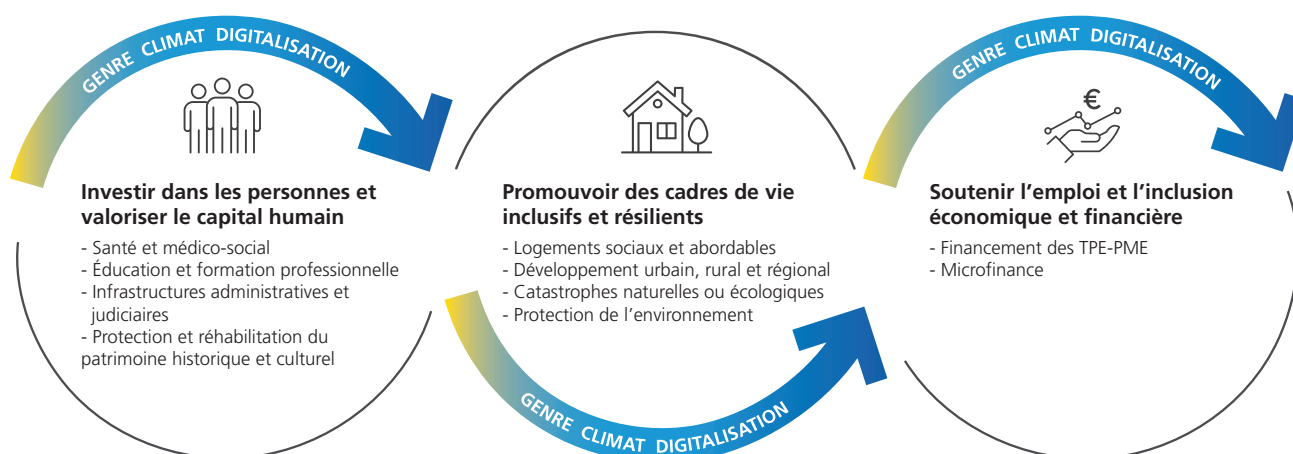 GENRE CLIMAT DIGITALISATION
Investir dans les personnes et
valoriser le capital humain
- Santé et médico-social
- Éducation et formation professionnelle
- Infrastructures administratives et
judiciaires
- Protection et réhabilitation du
patrimoine historique et culturel
Promouvoir des cadres de vie
inclusifs et résilients
- Logements sociaux et abordables
- Développement urbain, rural et régional
- Catastrophes naturelles ou écologiques
- Protection de l’environnement
GENRE CLIMAT DIGITALISATION
GENRE CLIMAT DIGITALISATION
€
Soutenir l’emploi et l’inclusion
économique et financière
- Financement des TPE-PME
- Microfinance